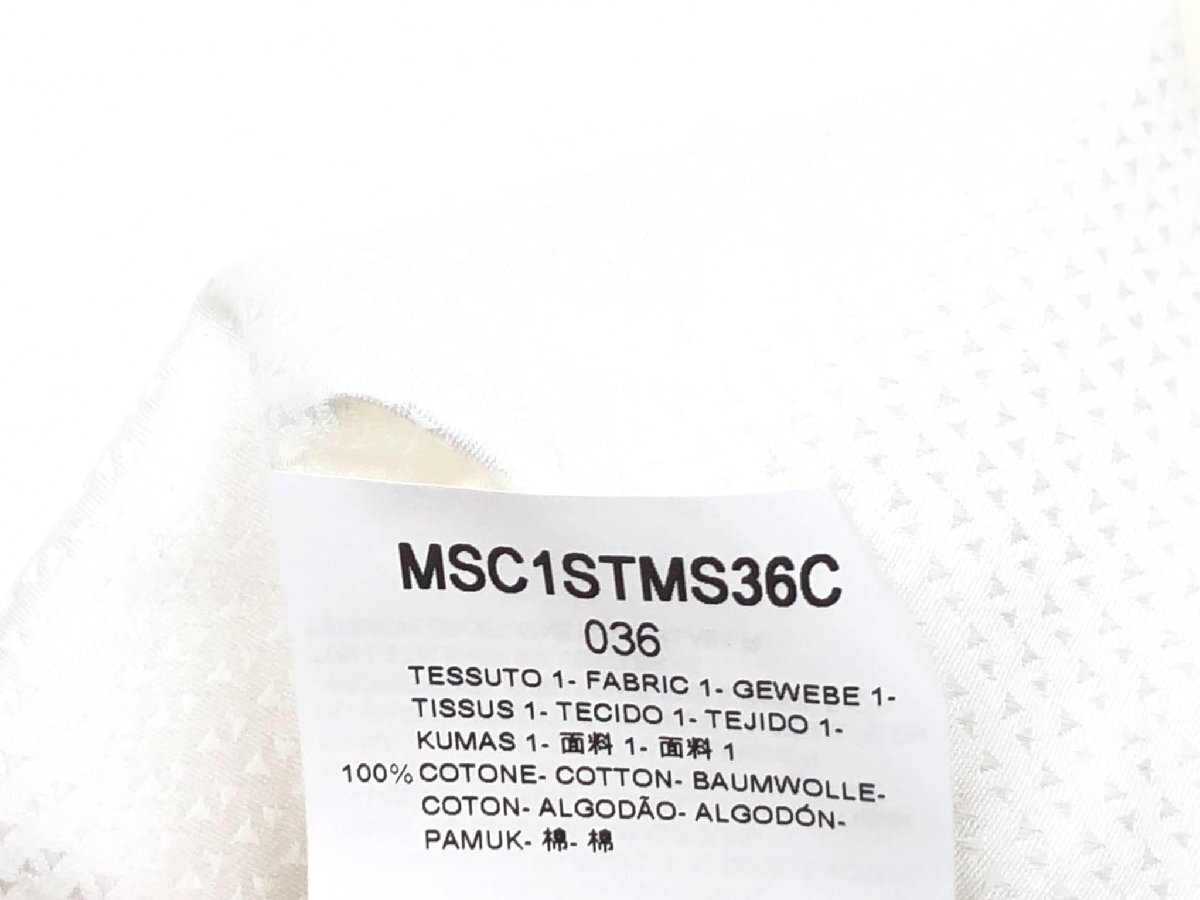 MSC1STMS36C
036
TESSUTO 1- FABRIC 1- GEWEBE 1-
TISSUS 1- TECIDO 1- TEJIDO 1-
KUMAS 1- 面料 1- 面料 1
100% COTONE- COTTON- BAUMWOLLE-
COTON- ALGODÃO- ALGODÓN-
PAMUK- 棉- 棉